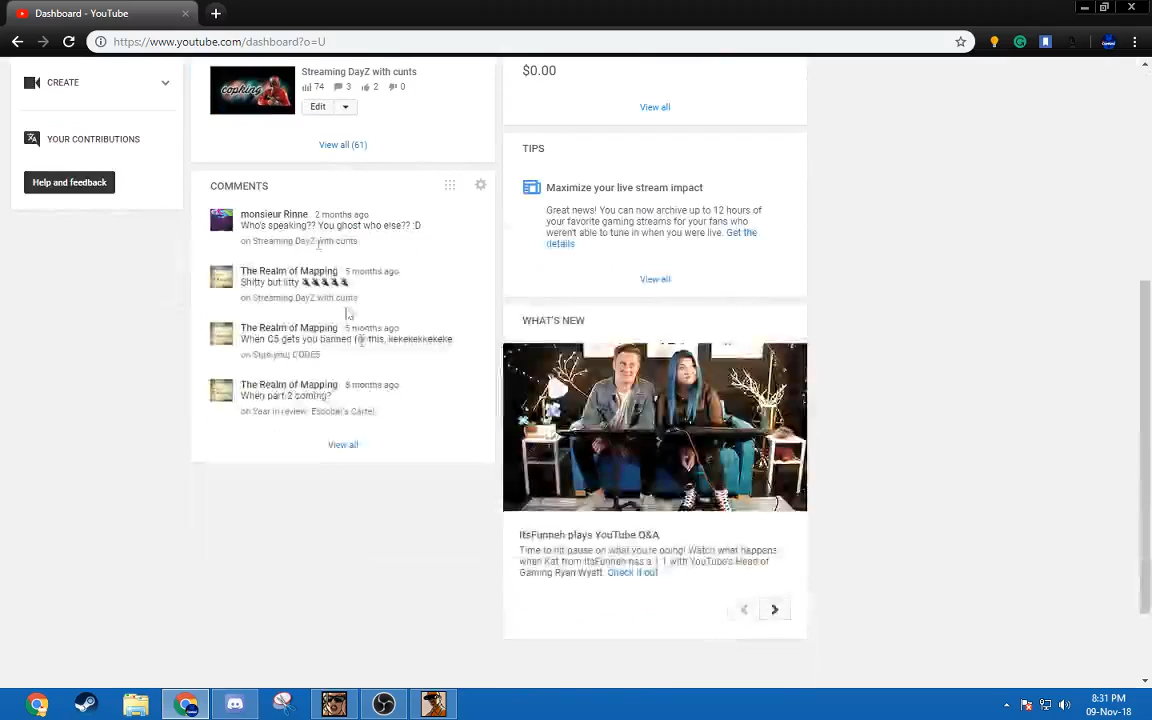 Dashboard - YouTube
https://www.youtube.com/dashboard?o=U
CREATE
YOUR CONTRIBUTIONS
Help and feedback
copking
Streaming DayZ with cunts
74 3 2 0
Edit
View all (61)
COMMENTS
monsieur Rinne 2 months ago
Who's speaking?? You ghost who else?? :D
on Streaming DayZ with cunts
The Realm of Mapping 5 months ago
Shitty but litty
on Streaming DayZ with cunts
The Realm of Mapping 5 months ago
When C5 gets you banned for this, kekekekkekeke
The Realm of Mapping 8 months ago
When part 2 coming?
on Year in review: Escobar's Cartel
View all
$0.00
View all
TIPS
Maximize your live stream impact
Great news! You can now archive up to 12 hours of
your favorite gaming streams for your fans who
weren't able to tune in when you were live. Get the
details
View all
WHAT'S NEW
ItsFunneh plays YouTube Q&A
Time to hit pause on what you're doing! Watch what happens
when Kat from ItsFunneh has a 1:1 with YouTube's Head of
Gaming Ryan Wyatt. Check it out
8:31 PM
09-Nov-18